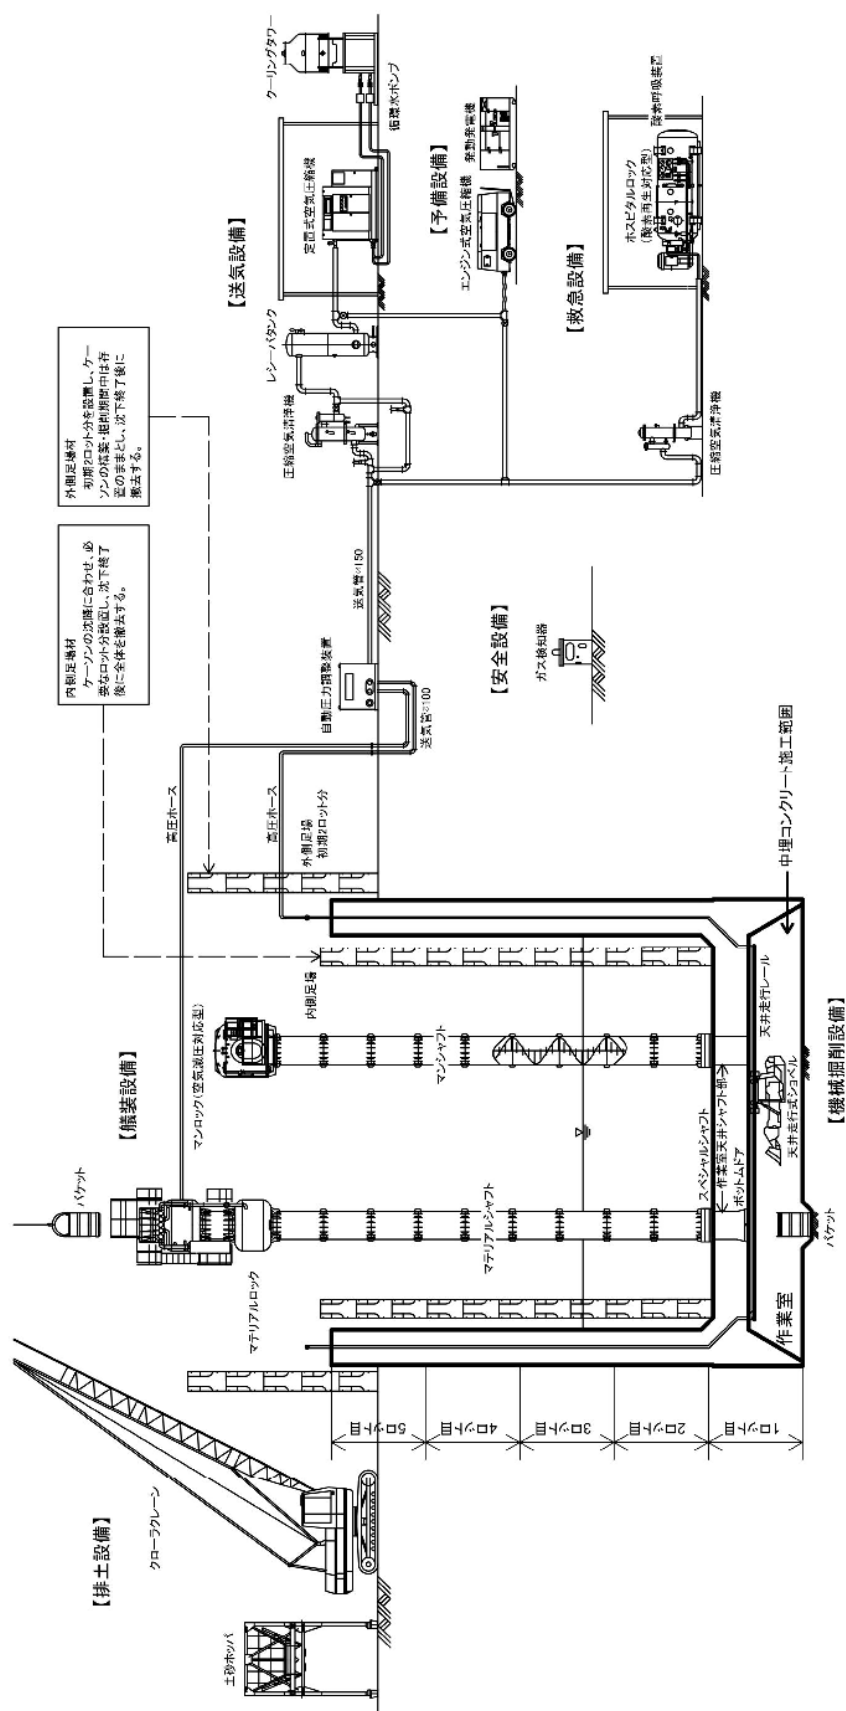 【排土設備】
クローラクレーン
土砂ホッパ
バケット
【艤装設備】
マテリアルロック
マンロック(空気減圧対応型)
高圧ホース
高圧ホース
外側足場
初期2ロット分
内側足場
マテリアルシャフト
マンシャフト
スペシャルシャフト
作業室天井シャフト部
ボットムドア
天井走行レール
天井走行式ショベル
作業室
バケット
中埋コンクリート施工範囲
【機械掘削設備】
5ロット目
4ロット目
3ロット目
2ロット目
1ロット目
内側足場材
ケーソンの沈降に合わせ、必
要なロット分設置し、沈下終了
後に全体を撤去する。
外側足場材
初期2ロット分を設置し、ケー
ソンの構築・掘削期間中は存
置のままとし、沈下終了後に
撤去する。
【送気設備】
自動圧力調整装置
送気管∅100
送気管∅150
圧縮空気清浄機
レシーバタンク
定置式空気圧縮機
クーリングタワー
循環水ポンプ
【予備設備】
エンジン式空気圧縮機
発動発電機
【安全設備】
ガス検知器
【救急設備】
圧縮空気清浄機
ホスピタルロック
(酸素再生対応型)
酸素呼吸装置